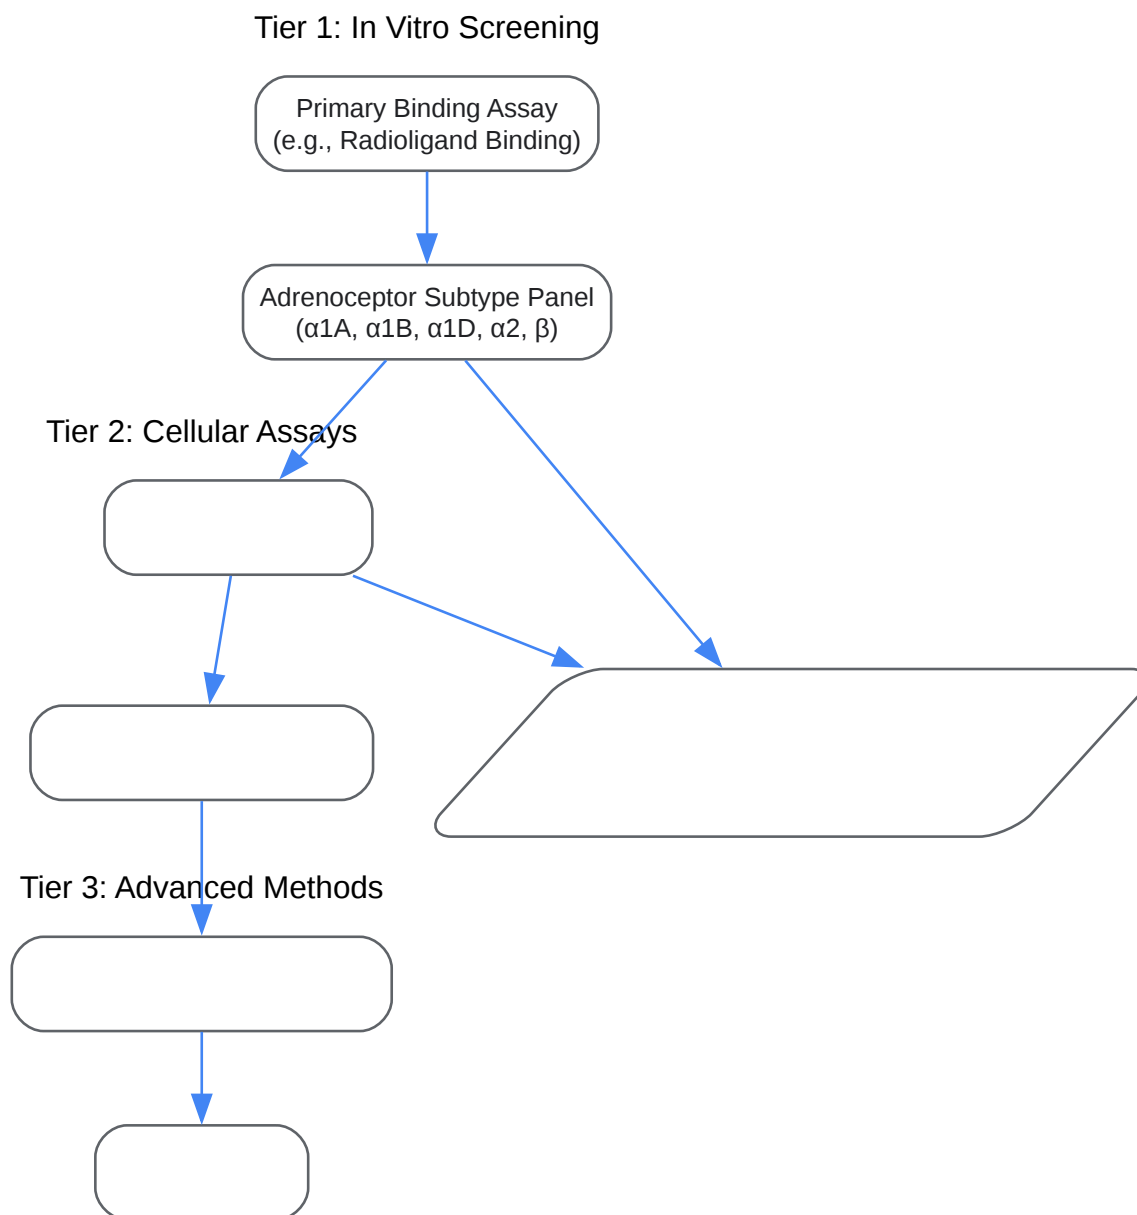 Tier 1: In Vitro Screening
Primary Binding Assay
(e.g., Radioligand Binding)
Adrenoceptor Subtype Panel
(α1A, α1B, α1D, α2, β)
Tier 2: Cellular Assays
Tier 3: Advanced Methods